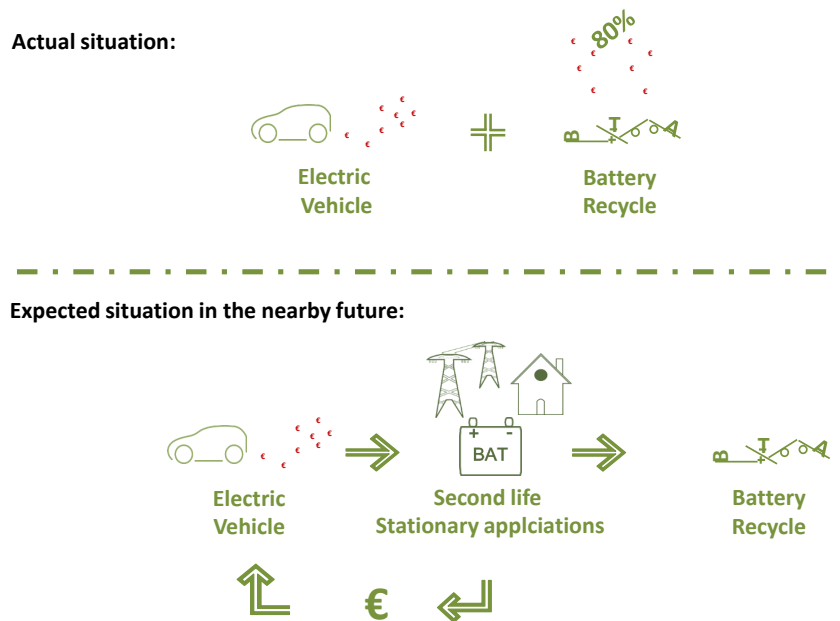 Actual situation:
80%
€ € € € € €
€ € € € € € € €
B + T A
Electric
Vehicle
Battery
Recycle
Expected situation in the nearby future:
€ € € € € € € €
+ -
BAT
B + T A
Electric
Vehicle
Second life
Stationary applciations
Battery
Recycle
€